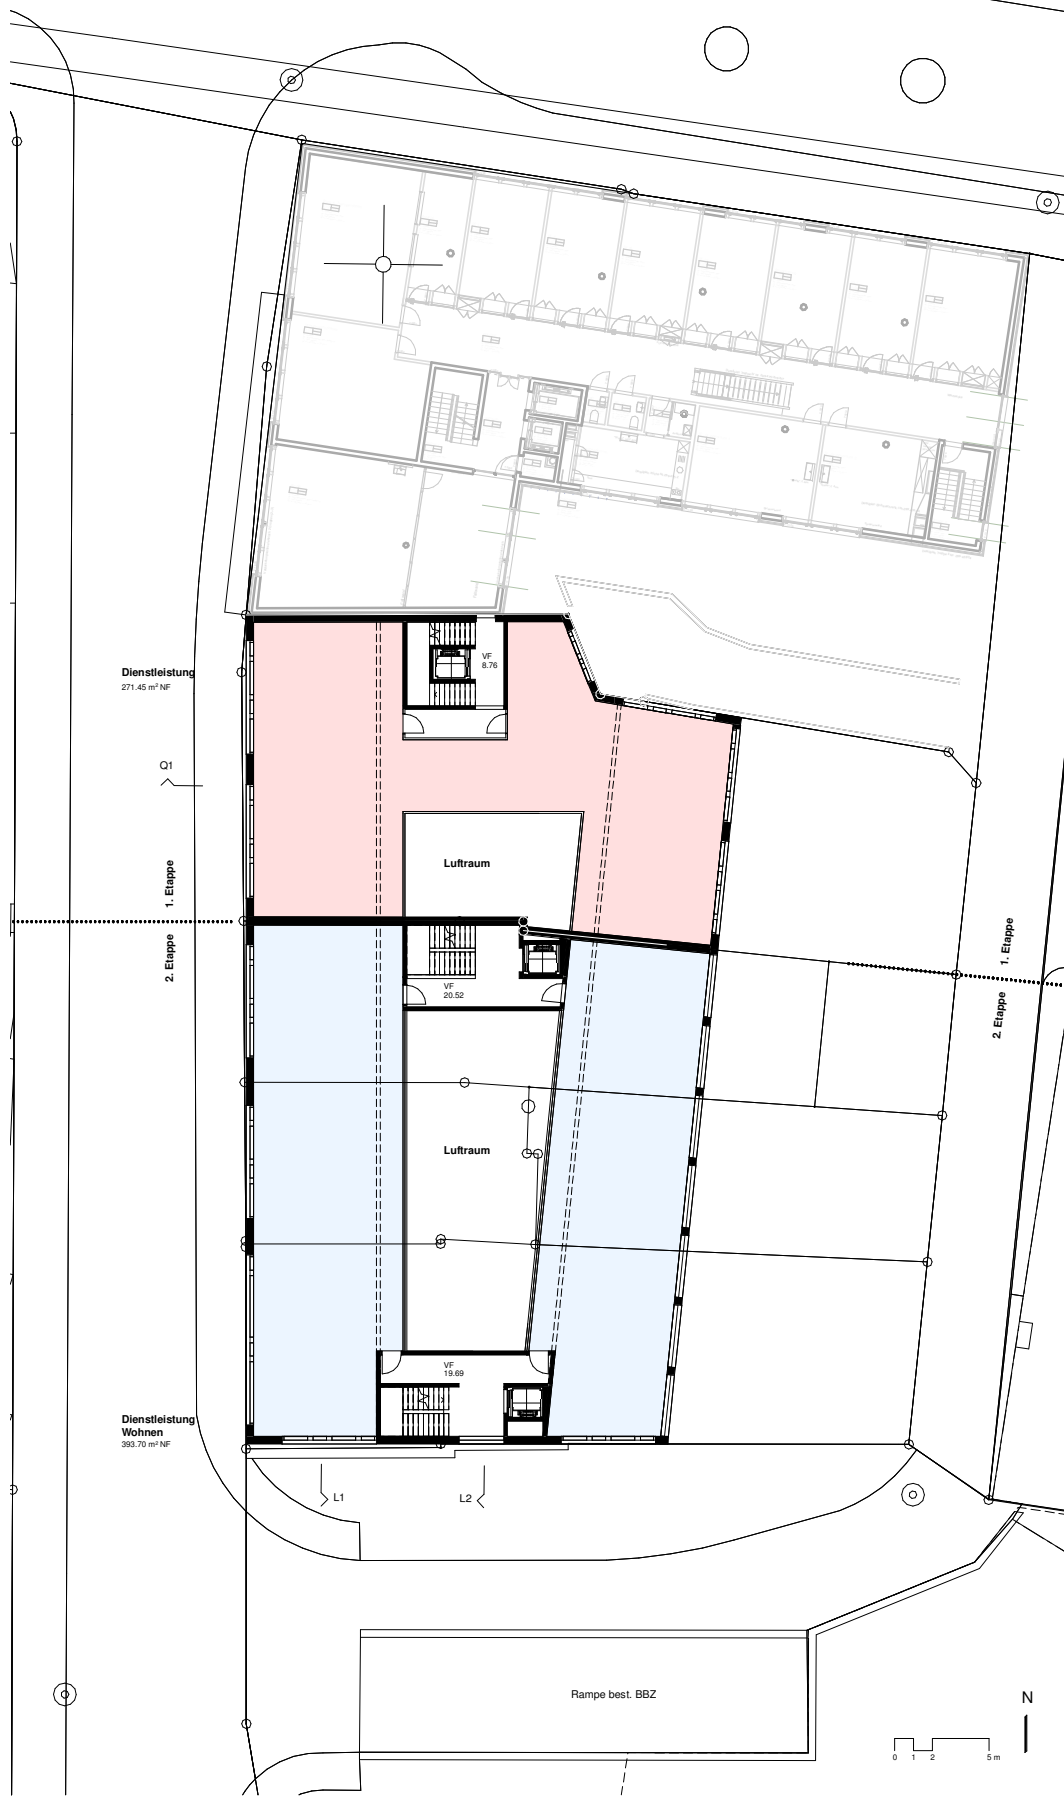 Dienstleistung
271.45 m² NF
VF
8.76
Q1
Luftraum
1. Etappe
2. Etappe
1. Etappe
2. Etappe
VF
20.52
Luftraum
VF
19.69
Dienstleistung
Wohnen
393.70 m² NF
L1
L2
Rampe best. BBZ
N
0 1 2 5 m